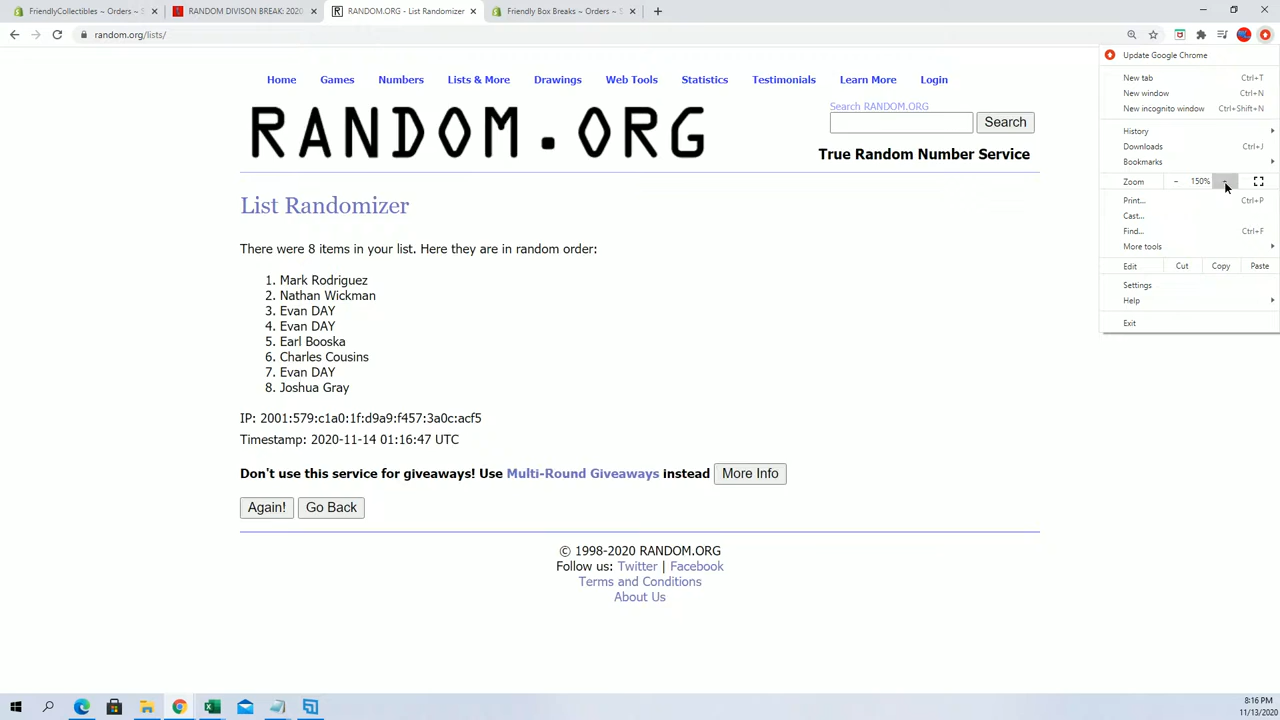 FriendlyCollectibles ~ Orders ~ S
RANDOM DIVISON BREAK: 2020
RANDOM.ORG - List Randomizer
Friendly Box Breaks ~ Orders ~ S
random.org/lists/
Update Google Chrome
New tab Ctrl+T
New window Ctrl+N
New incognito window Ctrl+Shift+N
History
Downloads Ctrl+J
Bookmarks
Zoom - 150%
Print... Ctrl+P
Cast...
Find... Ctrl+F
More tools
Edit Cut Copy Paste
Settings
Help
Exit
Home Games Numbers Lists & More Drawings Web Tools Statistics Testimonials Learn More Login
RANDOM.ORG
Search RANDOM.ORG
Search
True Random Number Service
List Randomizer
There were 8 items in your list. Here they are in random order:
1. Mark Rodriguez
2. Nathan Wickman
3. Evan DAY
4. Evan DAY
5. Earl Booska
6. Charles Cousins
7. Evan DAY
8. Joshua Gray
IP: 2001:579:c1a0:1f:d9a9:f457:3a0c:acf5
Timestamp: 2020-11-14 01:16:47 UTC
Don't use this service for giveaways! Use Multi-Round Giveaways instead More Info
Again! Go Back
© 1998-2020 RANDOM.ORG
Follow us: Twitter | Facebook
Terms and Conditions
About Us
8:16 PM
11/13/2020